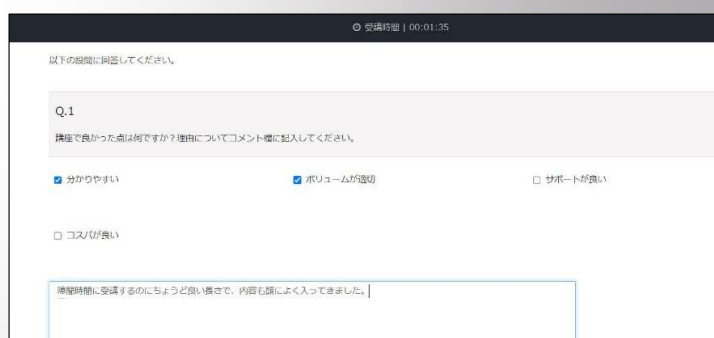 受講時間 | 00:01:35
以下の設問に回答してください。
Q.1
講座で良かった点は何ですか？理由についてコメント欄に記入してください。
分かりやすい
ボリュームが適切
サポートが良い
コスパが良い
隙間時間に受講するのにちょうど良い長さで、内容も頭によく入ってきました。